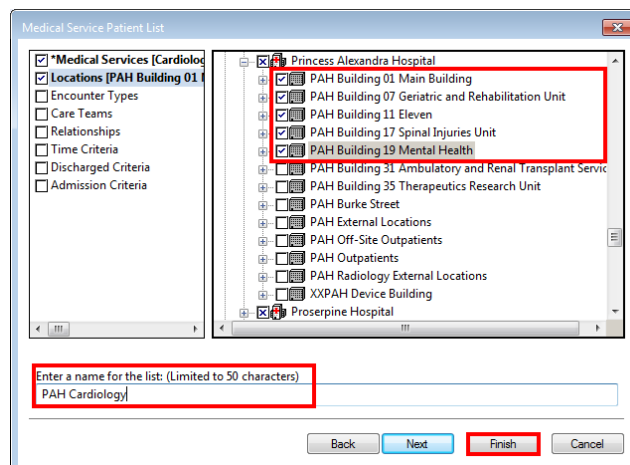 Medical Service Patient List
*Medical Services [Cardiolog
Locations [PAH Building 01 M
Encounter Types
Care Teams
Relationships
Time Criteria
Discharged Criteria
Admission Criteria
Princess Alexandra Hospital
PAH Building 01 Main Building
PAH Building 07 Geriatric and Rehabilitation Unit
PAH Building 11 Eleven
PAH Building 17 Spinal Injuries Unit
PAH Building 19 Mental Health
PAH Building 31 Ambulatory and Renal Transplant Servic
PAH Building 35 Therapeutics Research Unit
PAH Burke Street
PAH External Locations
PAH Off-Site Outpatients
PAH Outpatients
PAH Radiology External Locations
XXPAH Device Building
Proserpine Hospital
Enter a name for the list: (Limited to 50 characters)
PAH Cardiology
Back
Next
Finish
Cancel